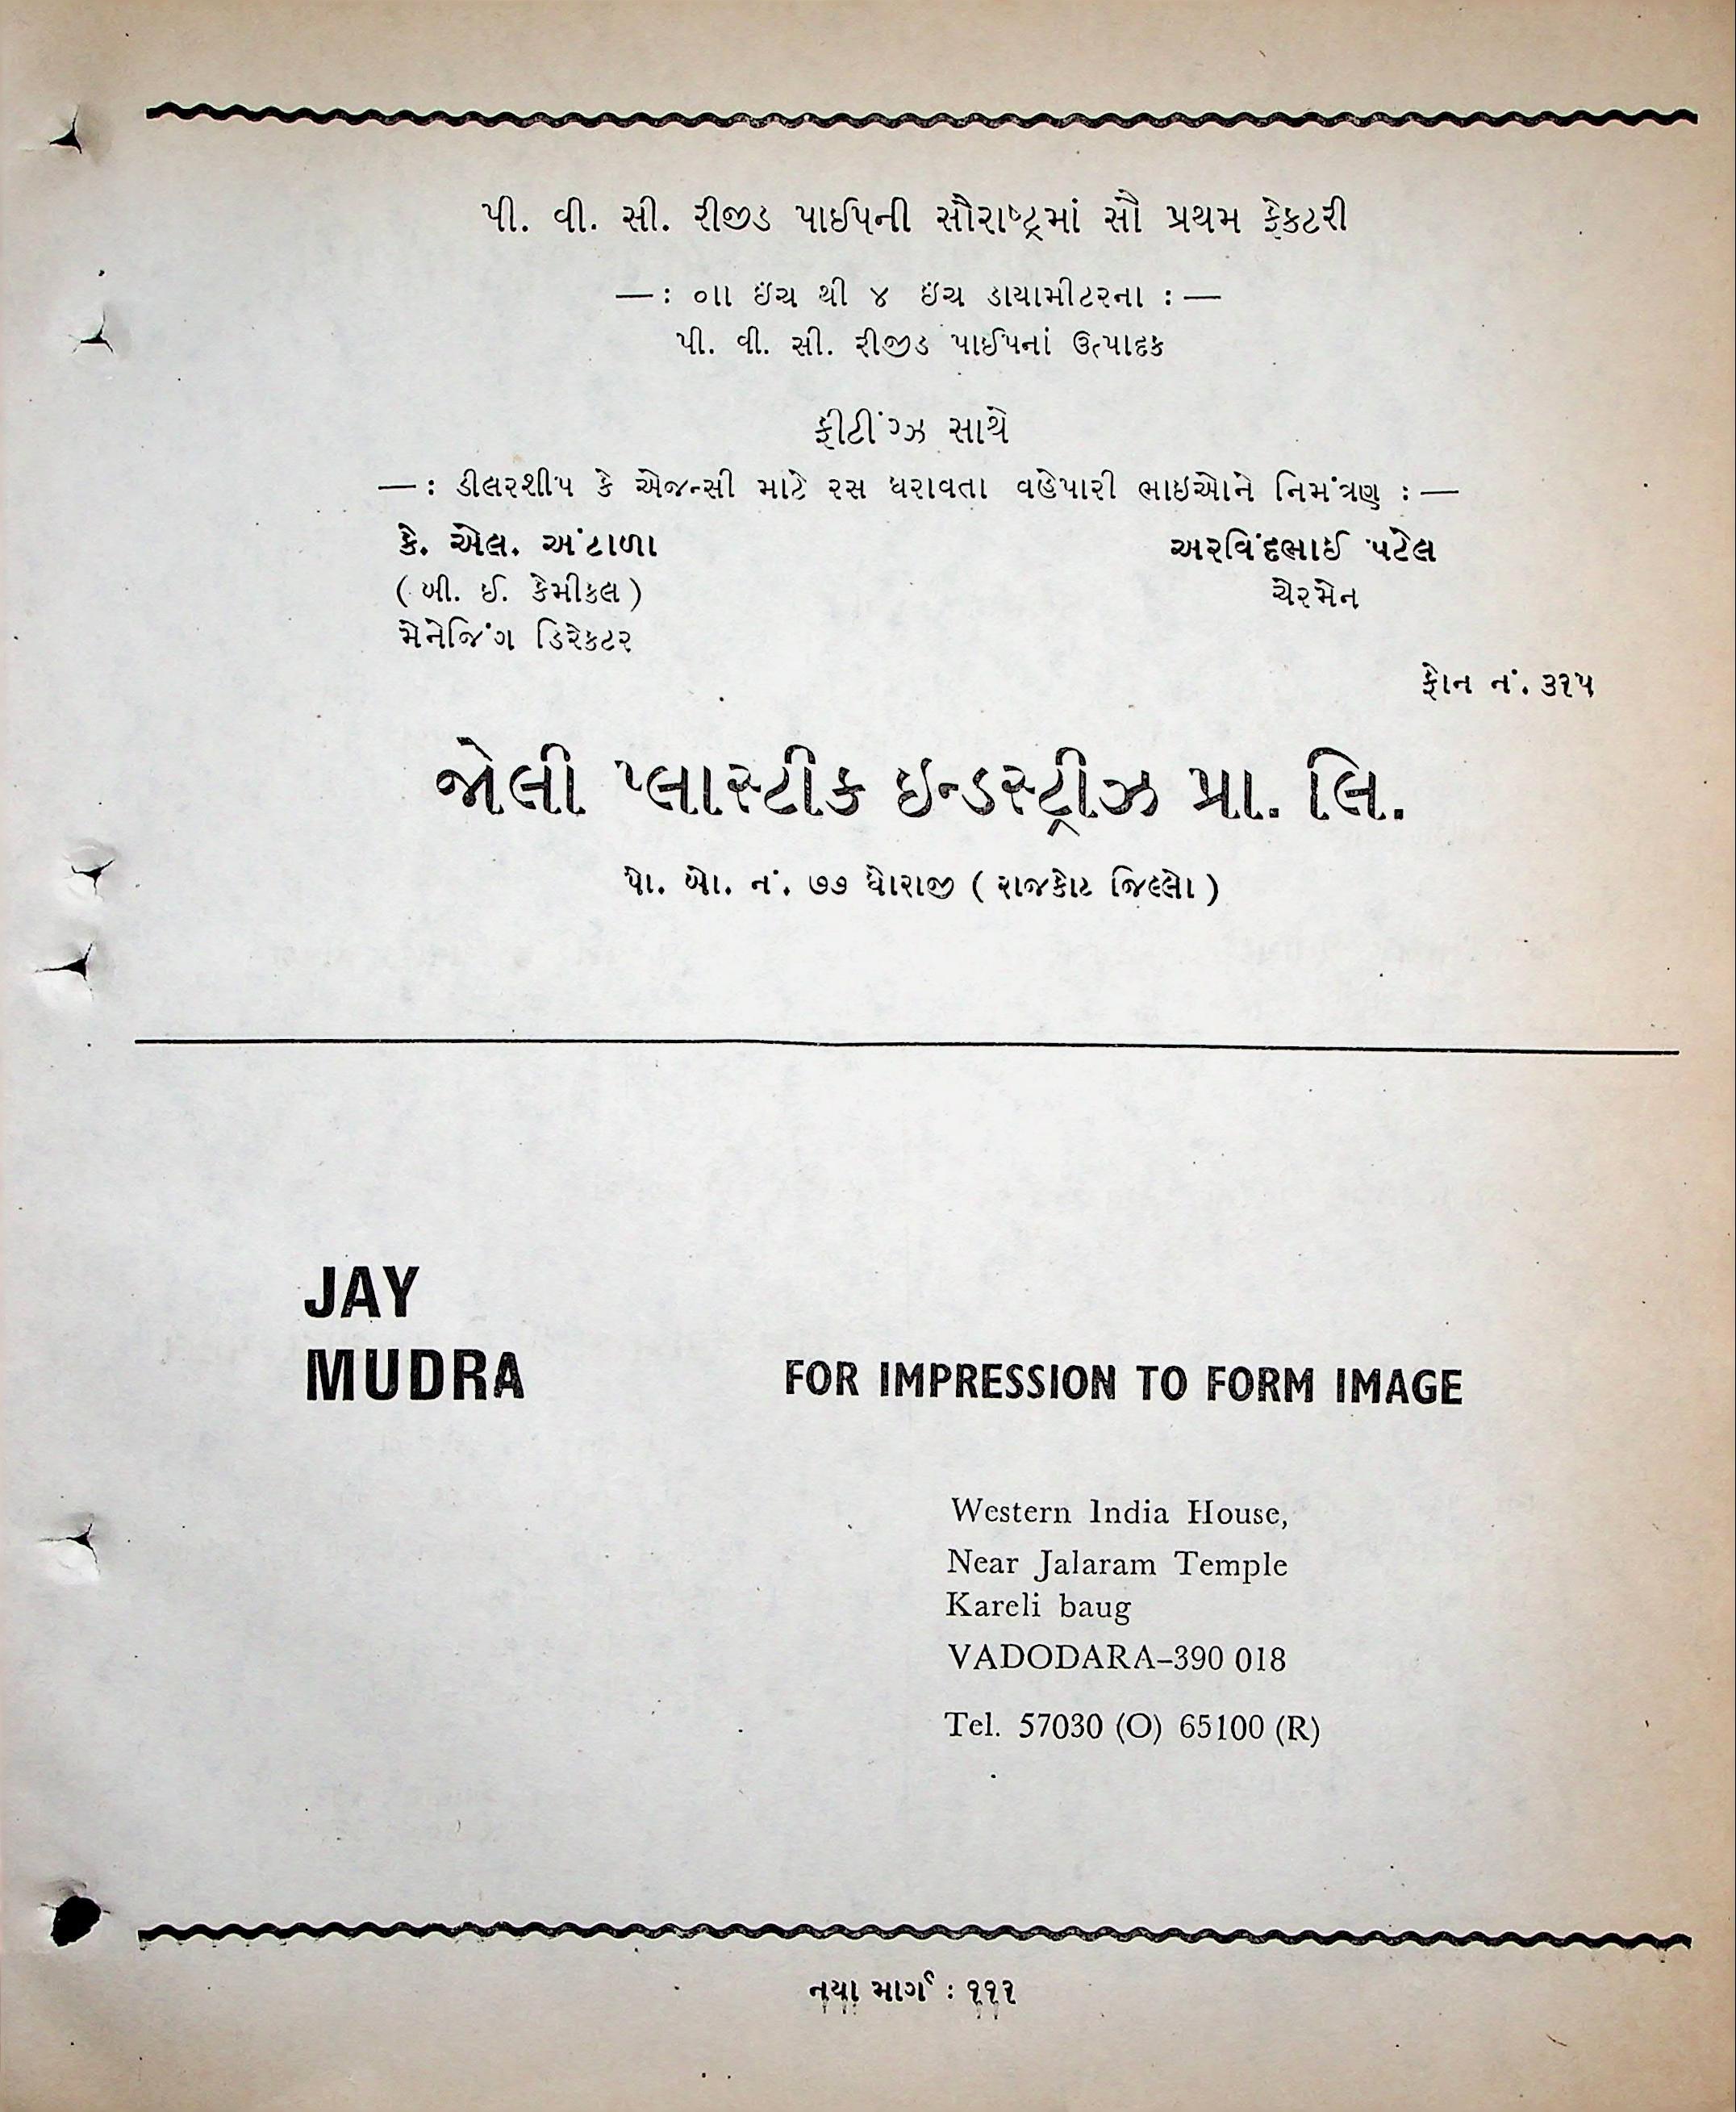 પી. વી. સી. રીજીડ પાઈપની સૌરાષ્ટ્રમાં સૌ પ્રથમ ફેક્ટરી
—: ૦ાા ઇંચ થી ૪ ઇંચ ડાયામીટરના :—
પી. વી. સી. રીજીડ પાઈપનાં ઉત્પાદક
ફીટીંગ્ઝ સાથે
—: ડીલરશીપ કે એજન્સી માટે રસ ધરાવતા વહેપારી ભાઇઓને નિમંત્રણ :—
કે. એલ. અંટાળા
(બી. ઈ. કેમીકલ)
મેનેજિંગ ડિરેક્ટર
અરવિંદભાઈ પટેલ
ચેરમેન
ફોન નં. ૩૨૫
જોલી પ્લાસ્ટીક ઇન્ડસ્ટ્રીઝ પ્રા. લિ.
પો. બો. નં. ૭૭ ધોરાજી (રાજકોટ જિલ્લો)
JAY
MUDRA
FOR IMPRESSION TO FORM IMAGE
Western India House,
Near Jalaram Temple
Kareli baug
VADODARA–390 018
Tel. 57030 (O) 65100 (R)
નયા માર્ગ : ૧૧૧